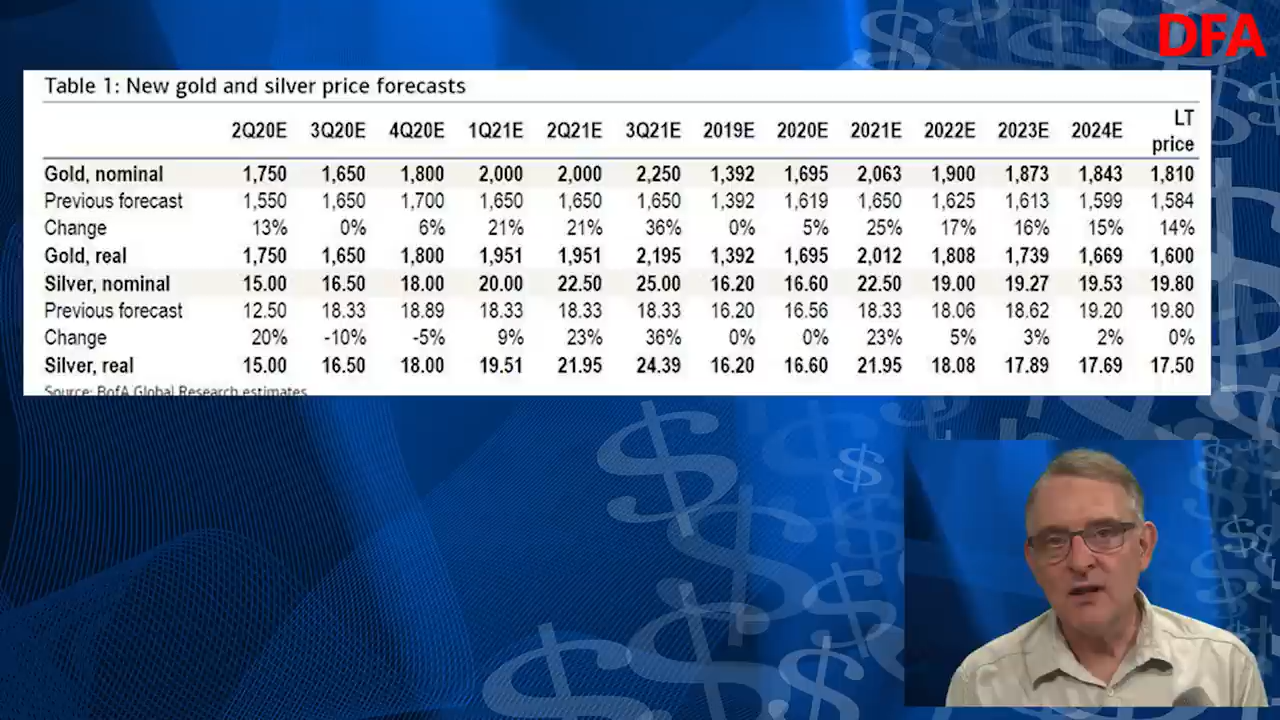 DFA
Table 1: New gold and silver price forecasts
2Q20E 3Q20E 4Q20E 1Q21E 2Q21E 3Q21E 2019E 2020E 2021E 2022E 2023E 2024E LT price
Gold, nominal 1,750 1,650 1,800 2,000 2,000 2,250 1,392 1,695 2,063 1,900 1,873 1,843 1,810
Previous forecast 1,550 1,650 1,700 1,650 1,650 1,650 1,392 1,619 1,650 1,625 1,613 1,599 1,584
Change 13% 0% 6% 21% 21% 36% 0% 5% 25% 17% 16% 15% 14%
Gold, real 1,750 1,650 1,800 1,951 1,951 2,195 1,392 1,695 2,012 1,808 1,739 1,669 1,600
Silver, nominal 15.00 16.50 18.00 20.00 22.50 25.00 16.20 16.60 22.50 19.00 19.27 19.53 19.80
Previous forecast 12.50 18.33 18.89 18.33 18.33 18.33 16.20 16.56 18.33 18.06 18.62 19.20 19.80
Change 20% -10% -5% 9% 23% 36% 0% 0% 23% 5% 3% 2% 0%
Silver, real 15.00 16.50 18.00 19.51 21.95 24.39 16.20 16.60 21.95 18.08 17.89 17.69 17.50
Source: BofA Global Research estimates